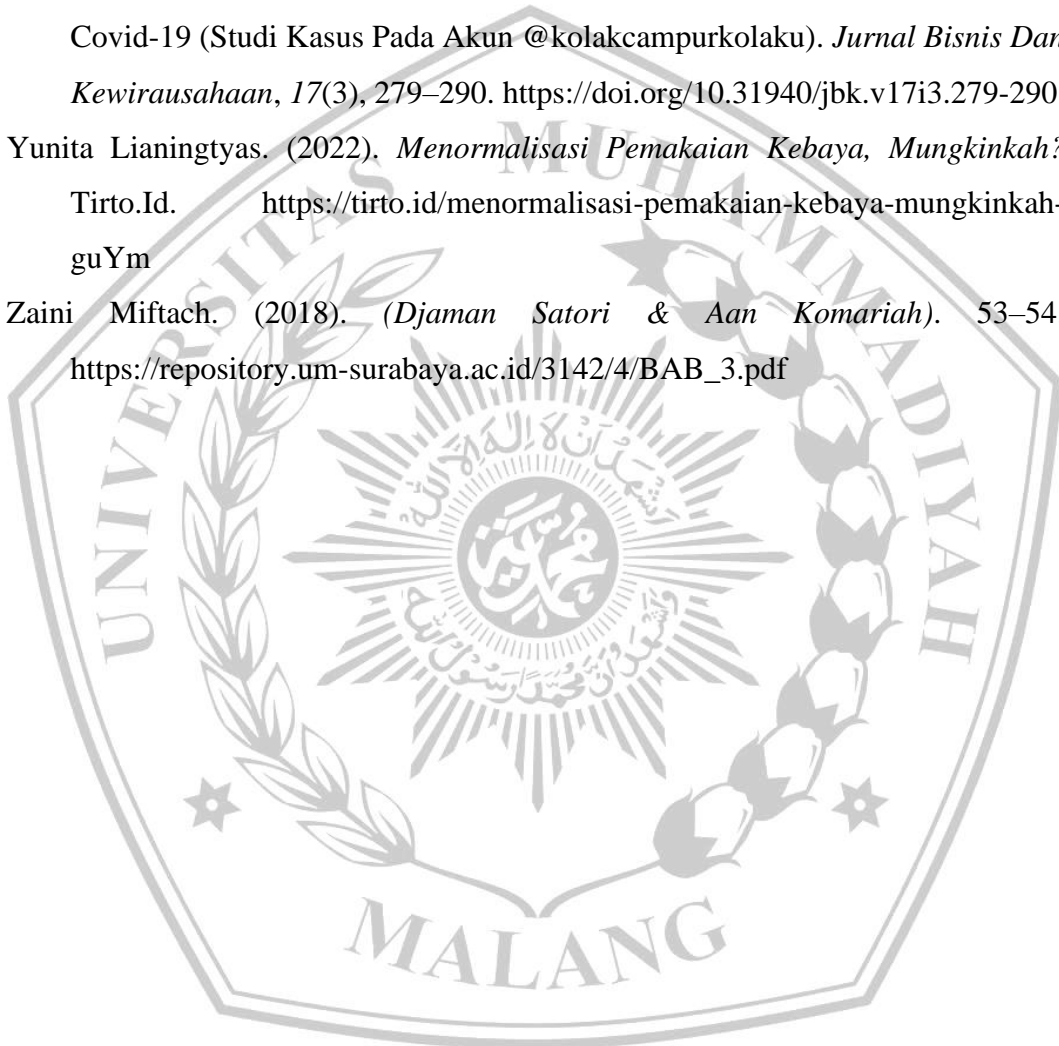 Covid-19 (Studi Kasus Pada Akun @kolakcampurkolaku). Jurnal Bisnis Dan
Kewirausahaan, 17(3), 279–290. https://doi.org/10.31940/jbk.v17i3.279-290
Yunita Lianingtyas. (2022). Menormalisasi Pemakaian Kebaya, Mungkinkah?
Tirto.Id. https://tirto.id/menormalisasi-pemakaian-kebaya-mungkinkah-
guYm
Zaini Miftach. (2018). (Djaman Satori & Aan Komariah). 53–54
https://repository.um-surabaya.ac.id/3142/4/BAB_3.pdf
UNIVERSITAS MUHAMMADIYAH
MALANG